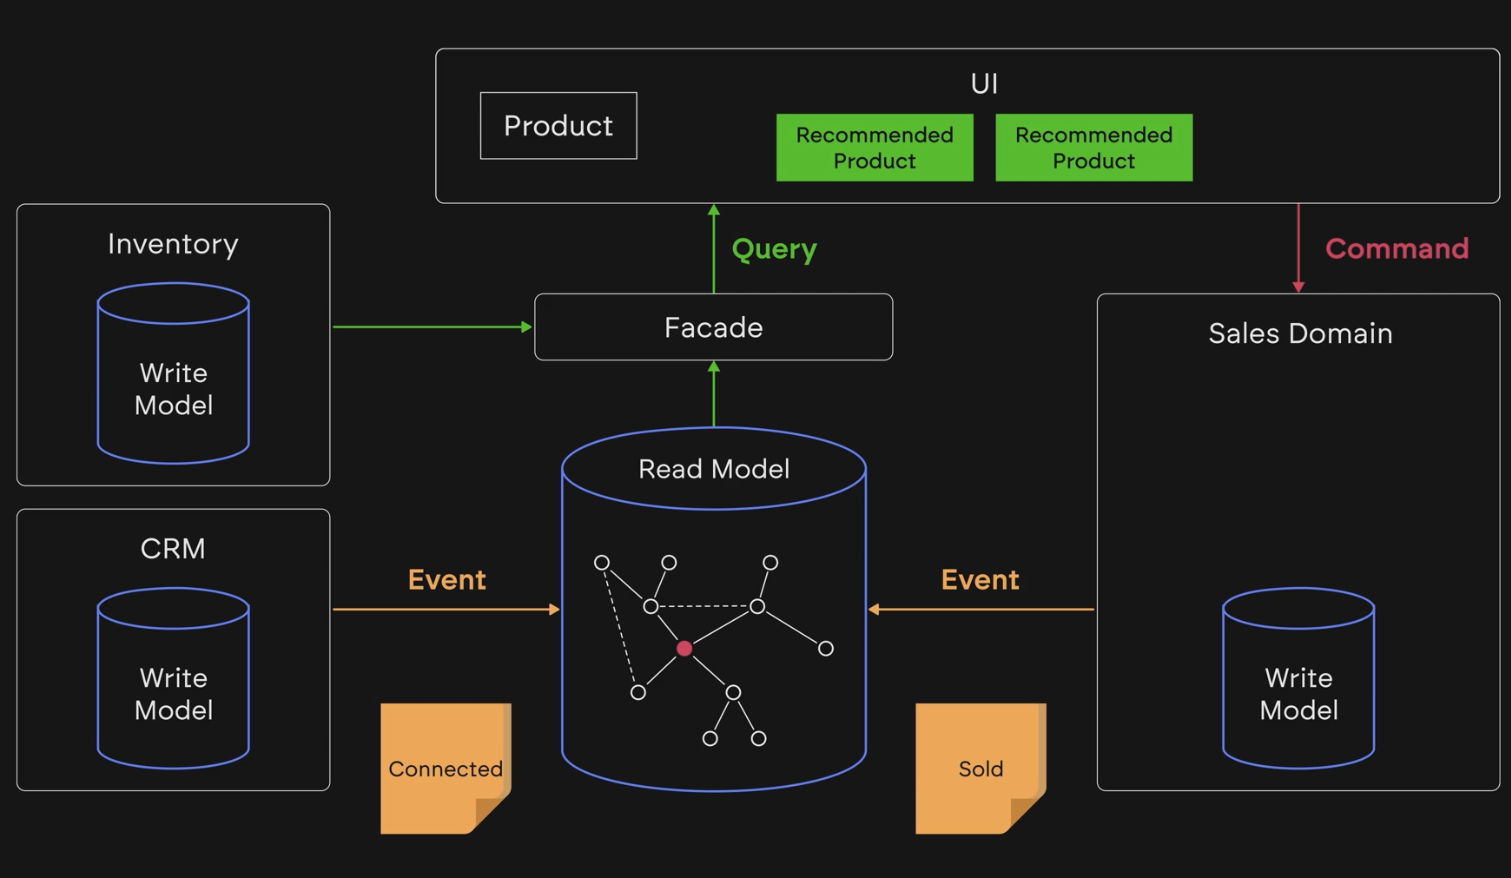 UI
Product
Recommended
Product
Recommended
Product
Inventory
Write
Model
Query
Command
Facade
Sales Domain
Read Model
CRM
Write
Model
Event
Event
Write
Model
Connected
Sold